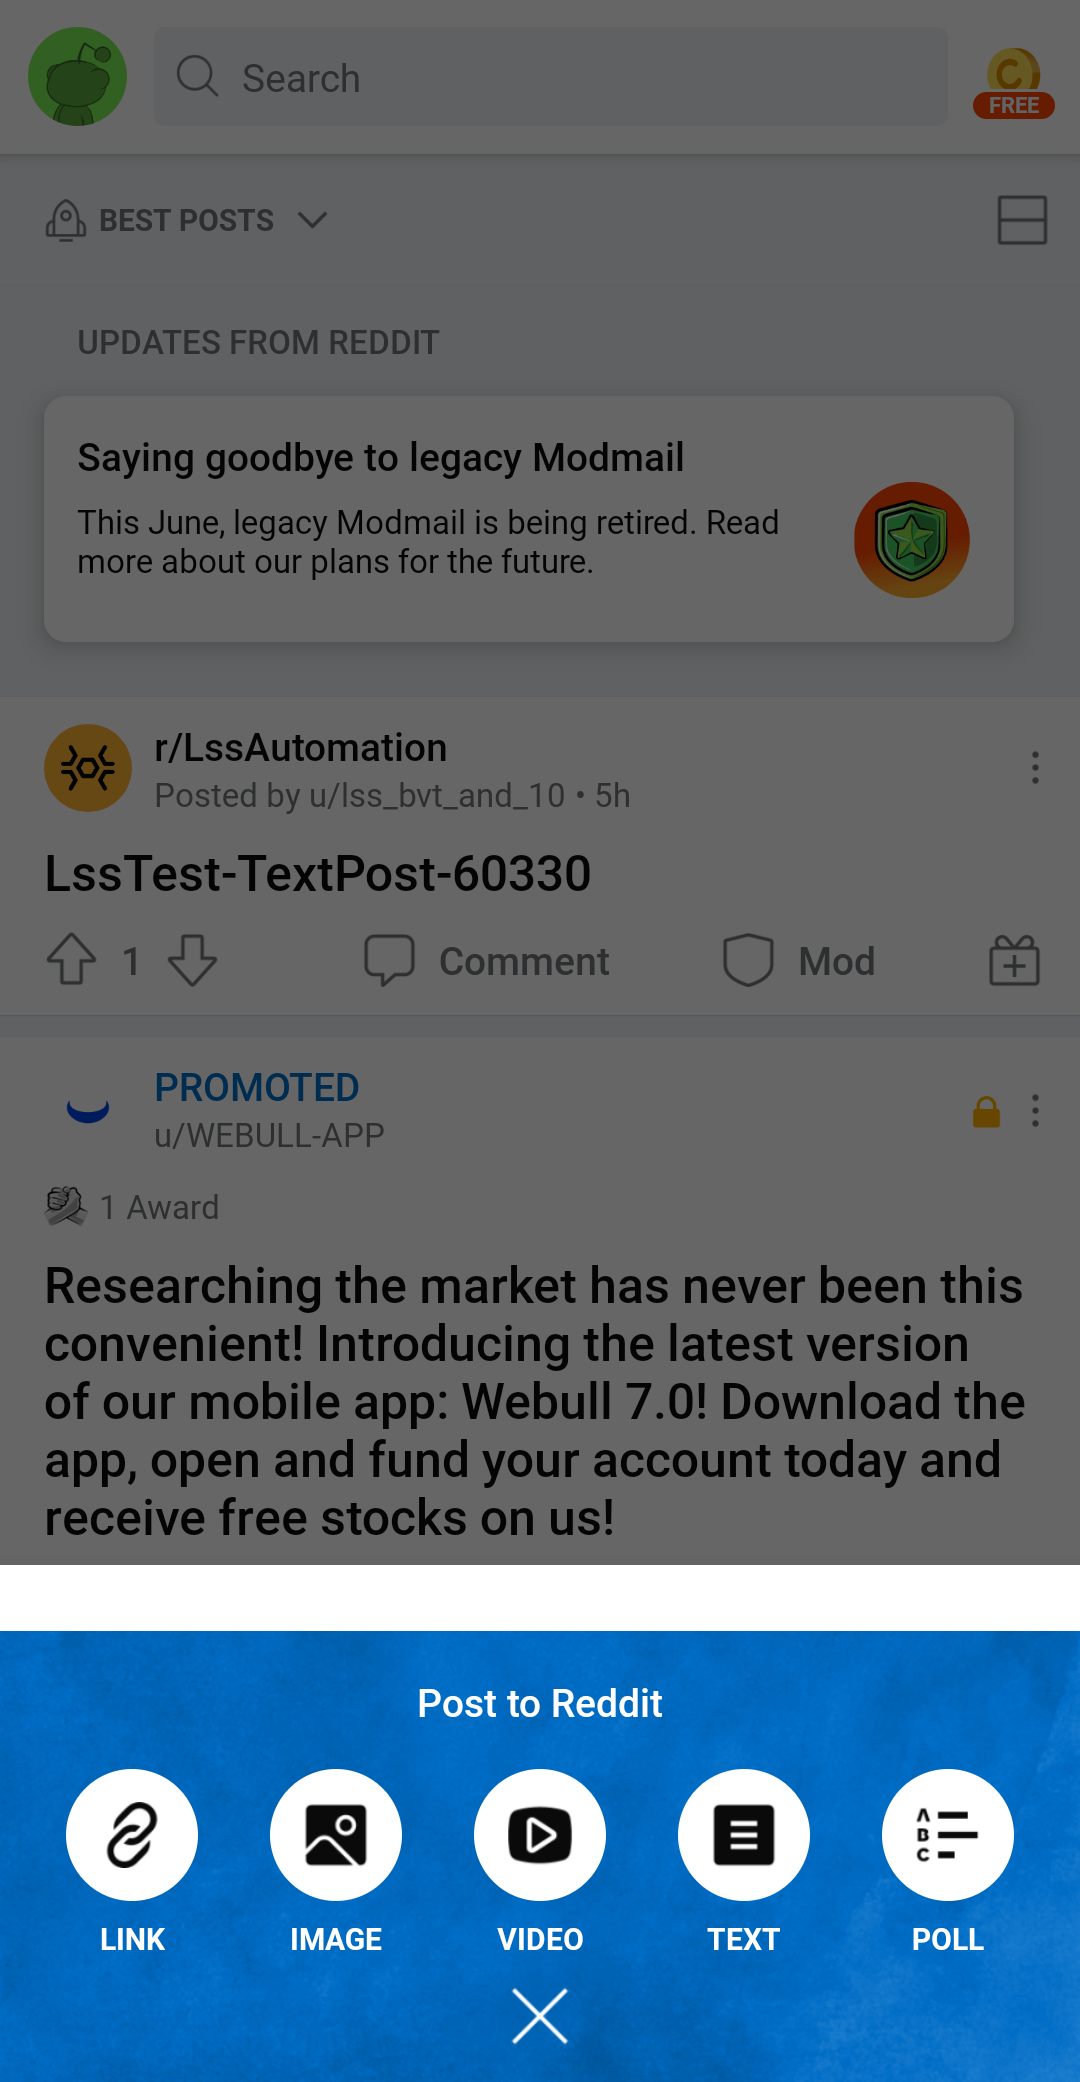 Search
FREE
BEST POSTS
UPDATES FROM REDDIT
Saying goodbye to legacy Modmail
This June, legacy Modmail is being retired. Read
more about our plans for the future.
r/LssAutomation
Posted by u/lss_bvt_and_10 • 5h
LssTest-TextPost-60330
1
Comment
Mod
PROMOTED
u/WEBULL-APP
1 Award
Researching the market has never been this
convenient! Introducing the latest version
of our mobile app: Webull 7.0! Download the
app, open and fund your account today and
receive free stocks on us!
Post to Reddit
A
B
C
LINK
IMAGE
VIDEO
TEXT
POLL